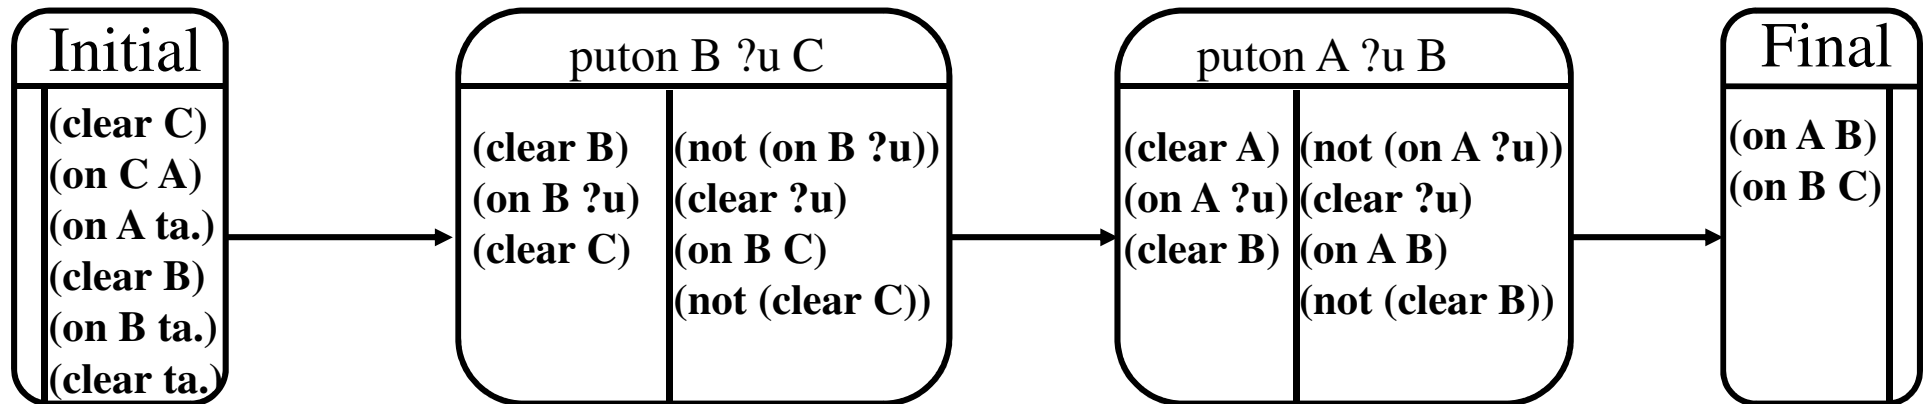 Initial
(clear C)
(on C A)
(on A ta.)
(clear B)
(on B ta.)
(clear ta.)
puton B ?u C
(clear B)
(on B ?u)
(clear C)
(not (on B ?u))
(clear ?u)
(on B C)
(not (clear C))
puton A ?u B
(clear A)
(on A ?u)
(clear B)
(not (on A ?u))
(clear ?u)
(on A B)
(not (clear B))
Final
(on A B)
(on B C)